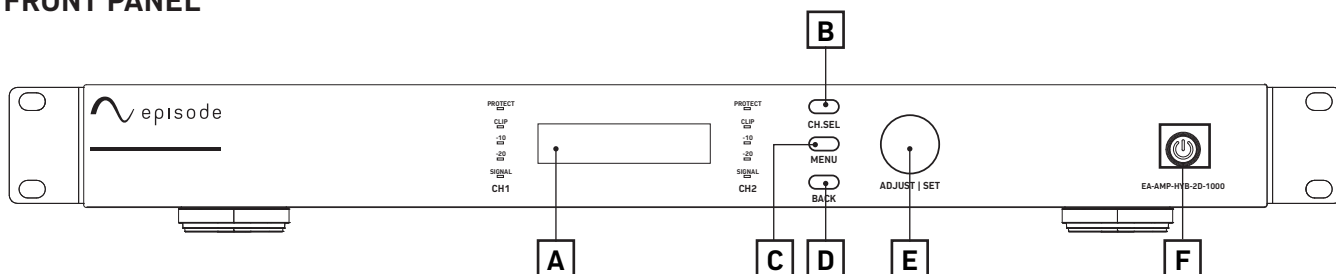 FRONT PANEL
B
episode
PROTECT
CLIP
-10
-20
SIGNAL
CH1
PROTECT
CLIP
-10
-20
SIGNAL
CH2
CH.SEL
MENU
BACK
ADJUST | SET
EA-AMP-HYB-2D-1000
A
C
D
E
F